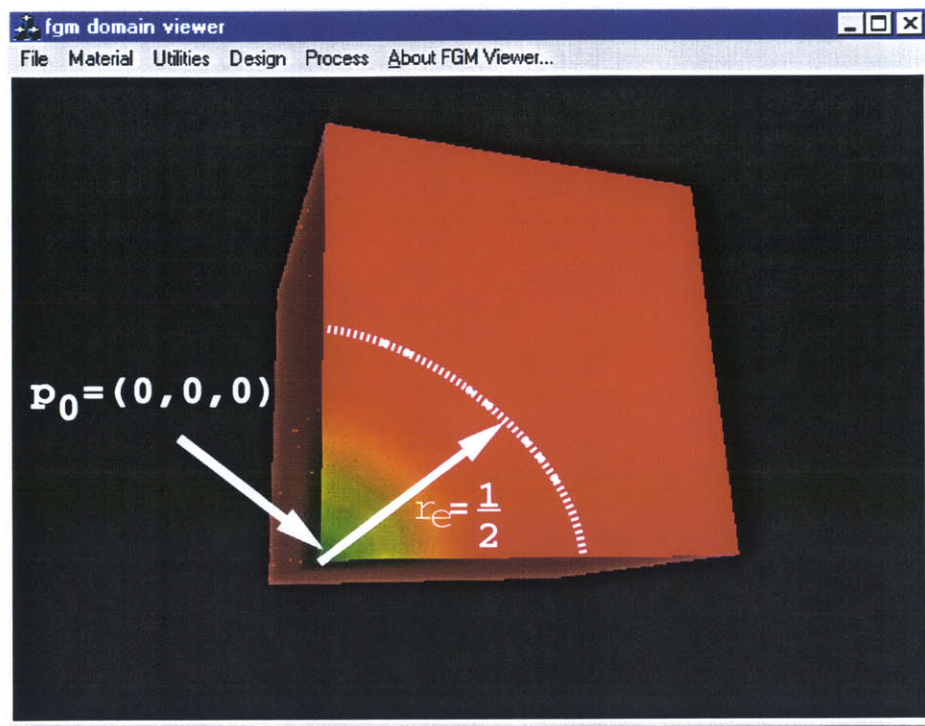 fgm domain viewer
File Material Utilities Design Process About FGM Viewer...
p0=(0,0,0)
re=1/2